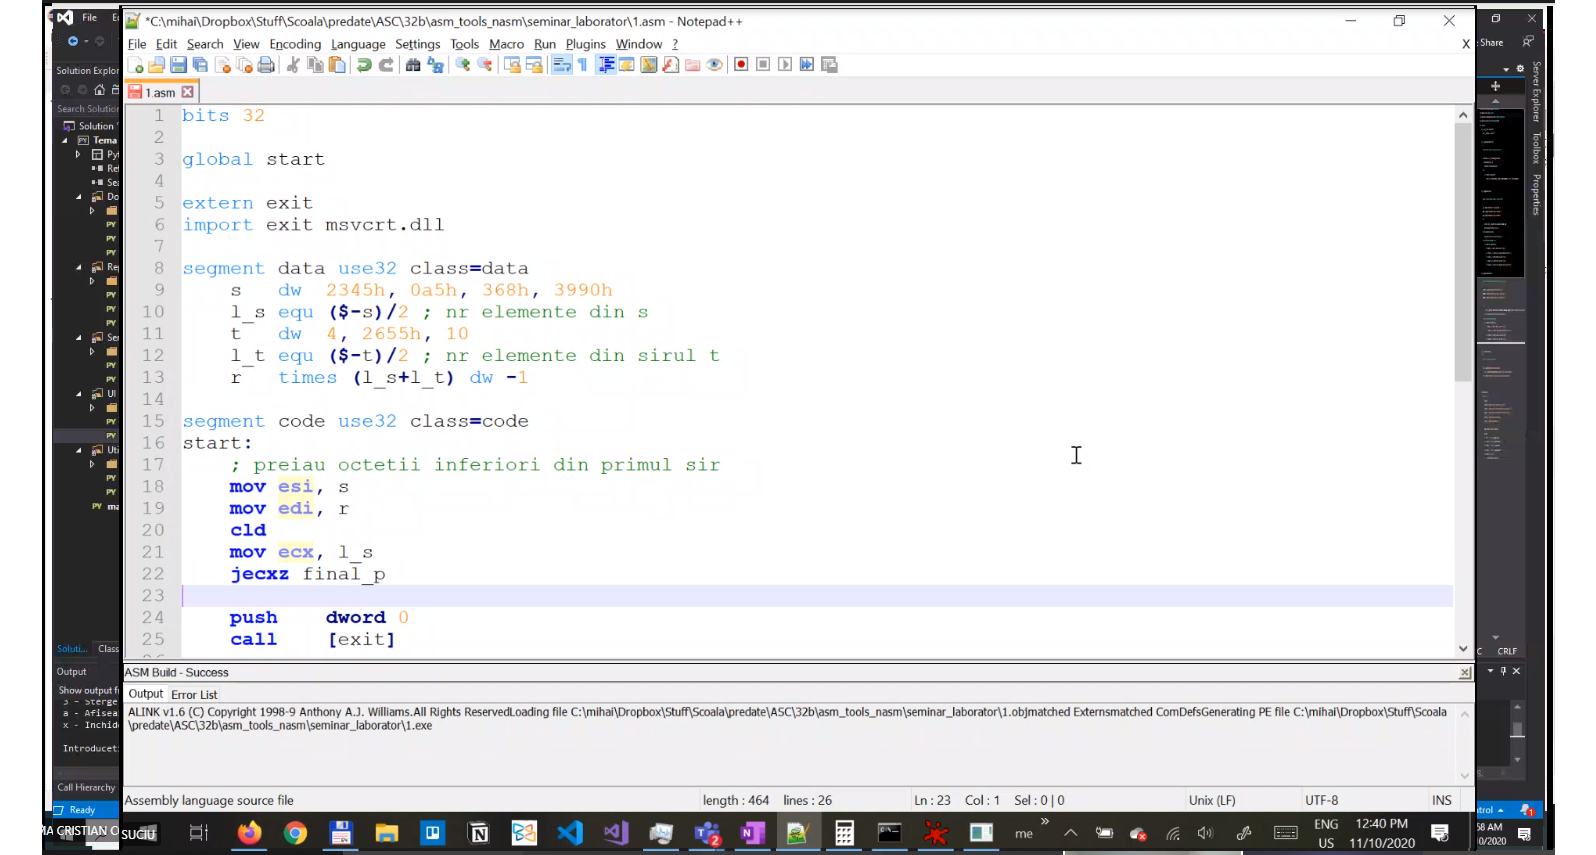 *C:\mihai\Dropbox\Stuff\Scoala\predate\ASC\32b\asm_tools_nasm\seminar_laborator\1.asm - Notepad++
File
File Edit Search View Encoding Language Settings Tools Macro Run Plugins Window ?
X
Share
Solution Explor
Search Solution
1.asm
Solution
Tema
Server Explorer
Toolbox
Properties
1 bits 32
2
3 global start
4
5 extern exit
6 import exit msvcrt.dll
7
8 segment data use32 class=data
9 s dw 2345h, 0a5h, 368h, 3990h
10 l_s equ ($-s)/2 ; nr elemente din s
11 t dw 4, 2655h, 10
12 l_t equ ($-t)/2 ; nr elemente din sirul t
13 r times (l_s+l_t) dw -1
14
15 segment code use32 class=code
16 start:
17 ; preiau octetii inferiori din primul sir
18 mov esi, s
19 mov edi, r
20 cld
21 mov ecx, l_s
22 jecxz final_p
23
24 push dword 0
25 call [exit]
Soluti... Class
CRLF
Output
ASM Build - Success
Show output f
Output Error List
3 - Sterge
a - Afisea
x - Inchid
Introduceti
ALINK v1.6 (C) Copyright 1998-9 Anthony A.J. Williams.All Rights ReservedLoading file C:\mihai\Dropbox\Stuff\Scoala\predate\ASC\32b\asm_tools_nasm\seminar_laborator\1.objmatched Externsmatched ComDefsGenerating PE file C:\mihai\Dropbox\Stuff\Scoala
\predate\ASC\32b\asm_tools_nasm\seminar_laborator\1.exe
Call Hierarchy
Assembly language source file length : 464 lines : 26 Ln : 23 Col : 1 Sel : 0 | 0 Unix (LF) UTF-8 INS
Ready
CRISTIAN
SUCIU
me
ENG
US
12:40 PM
11/10/2020